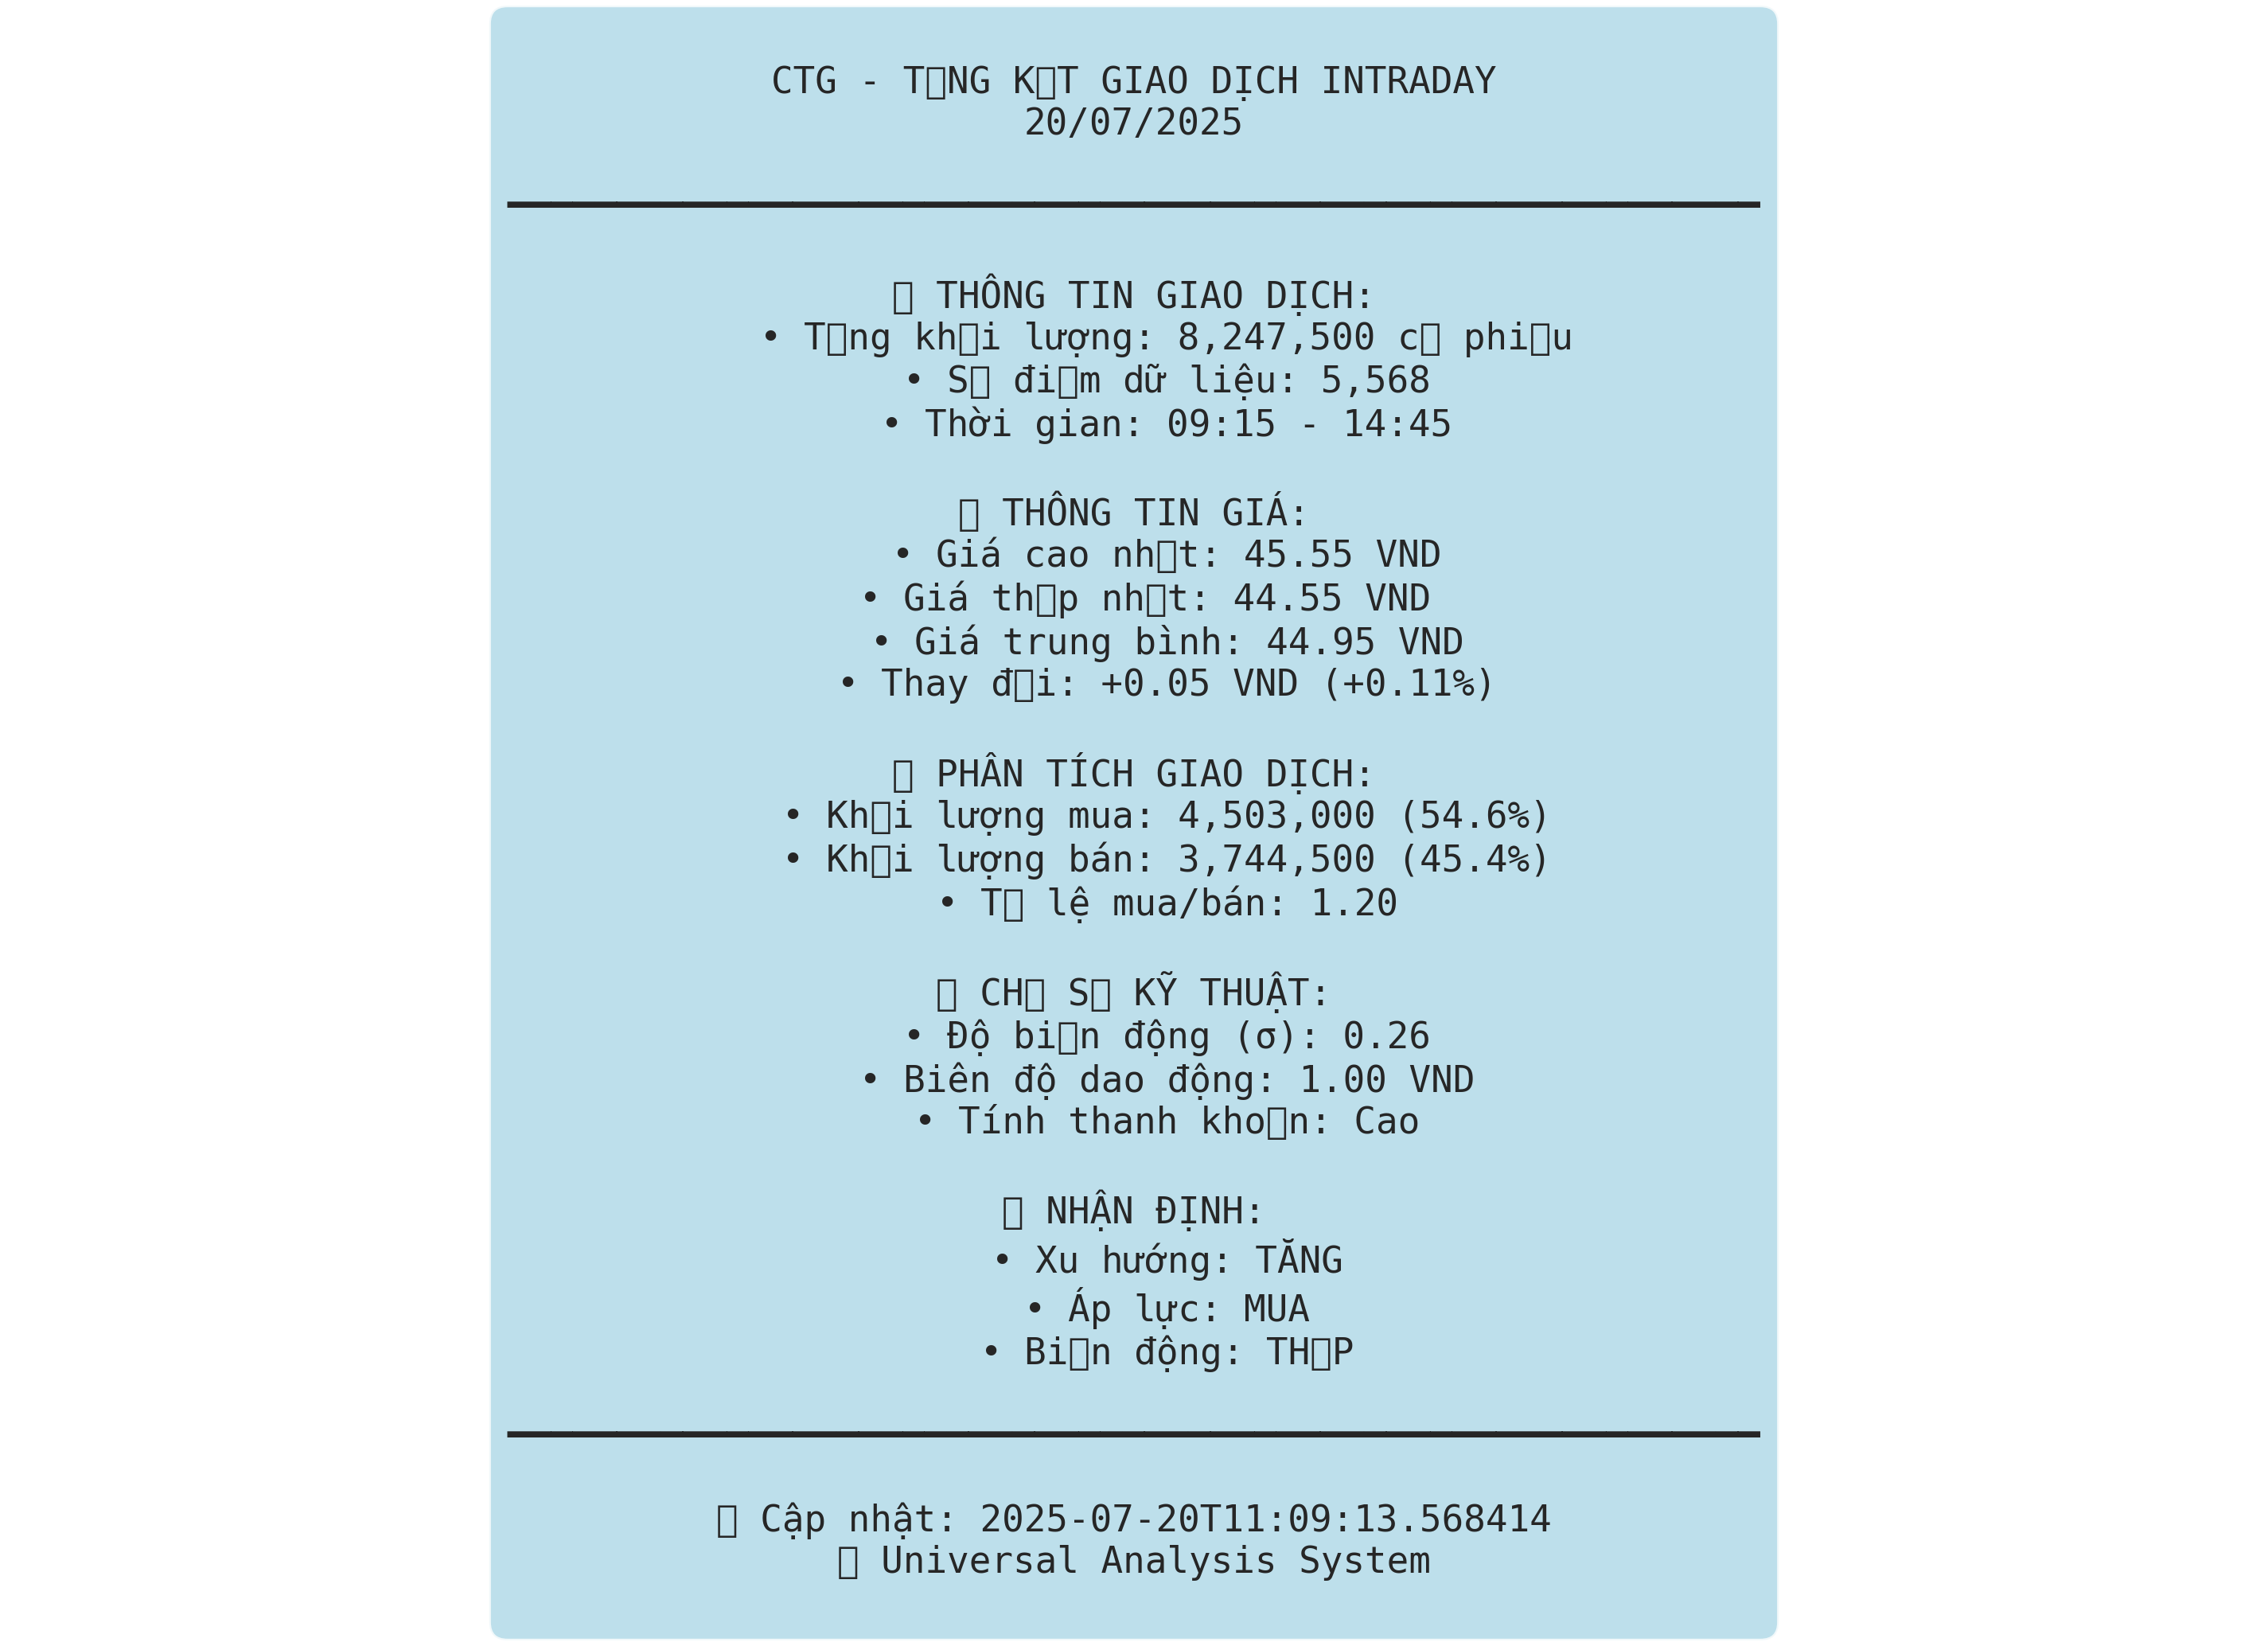 CTG - T▯NG K▯T GIAO DỊCH INTRADAY
20/07/2025
▯ THÔNG TIN GIAO DỊCH:
• T▯ng kh▯i lượng: 8,247,500 c▯ phi▯u
• S▯ đi▯m dữ liệu: 5,568
• Thời gian: 09:15 - 14:45
▯ THÔNG TIN GIÁ:
• Giá cao nh▯t: 45.55 VND
• Giá th▯p nh▯t: 44.55 VND
• Giá trung bình: 44.95 VND
• Thay đ▯i: +0.05 VND (+0.11%)
▯ PHÂN TÍCH GIAO DỊCH:
• Kh▯i lượng mua: 4,503,000 (54.6%)
• Kh▯i lượng bán: 3,744,500 (45.4%)
• T▯ lệ mua/bán: 1.20
▯ CH▯ S▯ KỸ THUẬT:
• Độ bi▯n động (σ): 0.26
• Biên độ dao động: 1.00 VND
• Tính thanh kho▯n: Cao
▯ NHẬN ĐỊNH:
• Xu hướng: TĂNG
• Áp lực: MUA
• Bi▯n động: TH▯P
▯ Cập nhật: 2025-07-20T11:09:13.568414
▯ Universal Analysis System